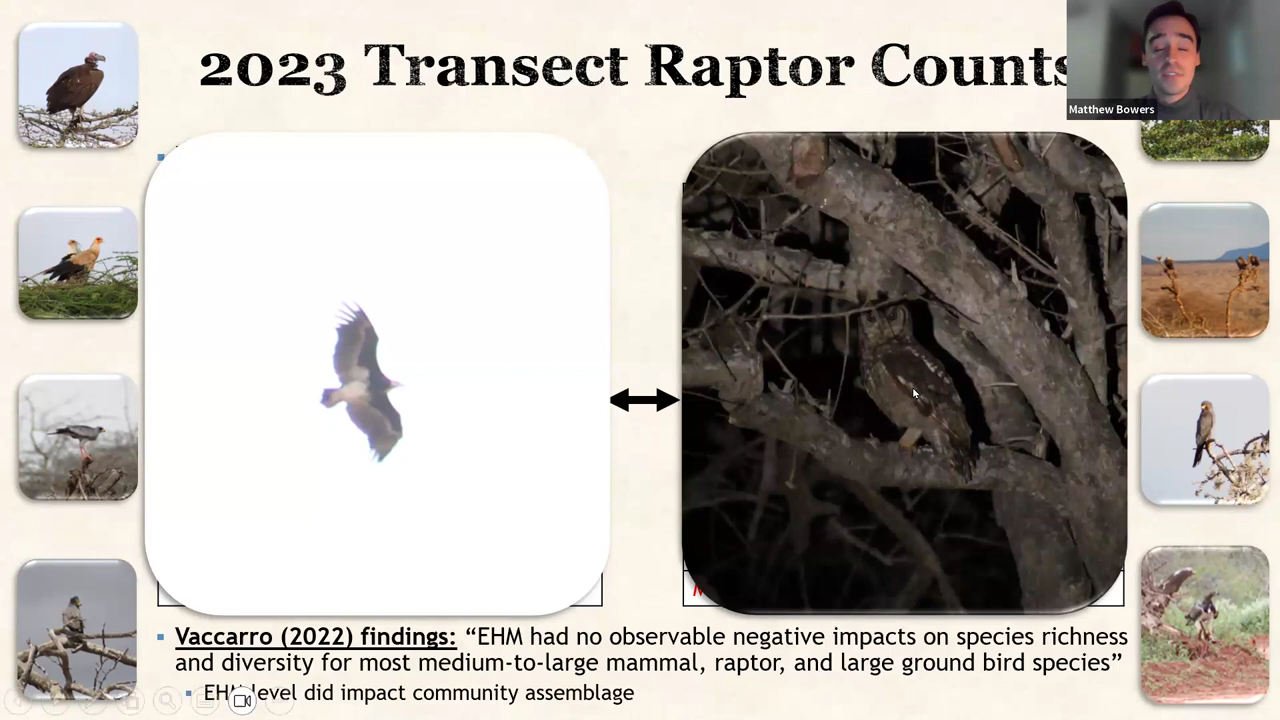 2023 Transect Raptor Counts
Matthew Bowers
Vaccarro (2022) findings: “EHM had no observable negative impacts on species richness
and diversity for most medium-to-large mammal, raptor, and large ground bird species”
EHM level did impact community assemblage